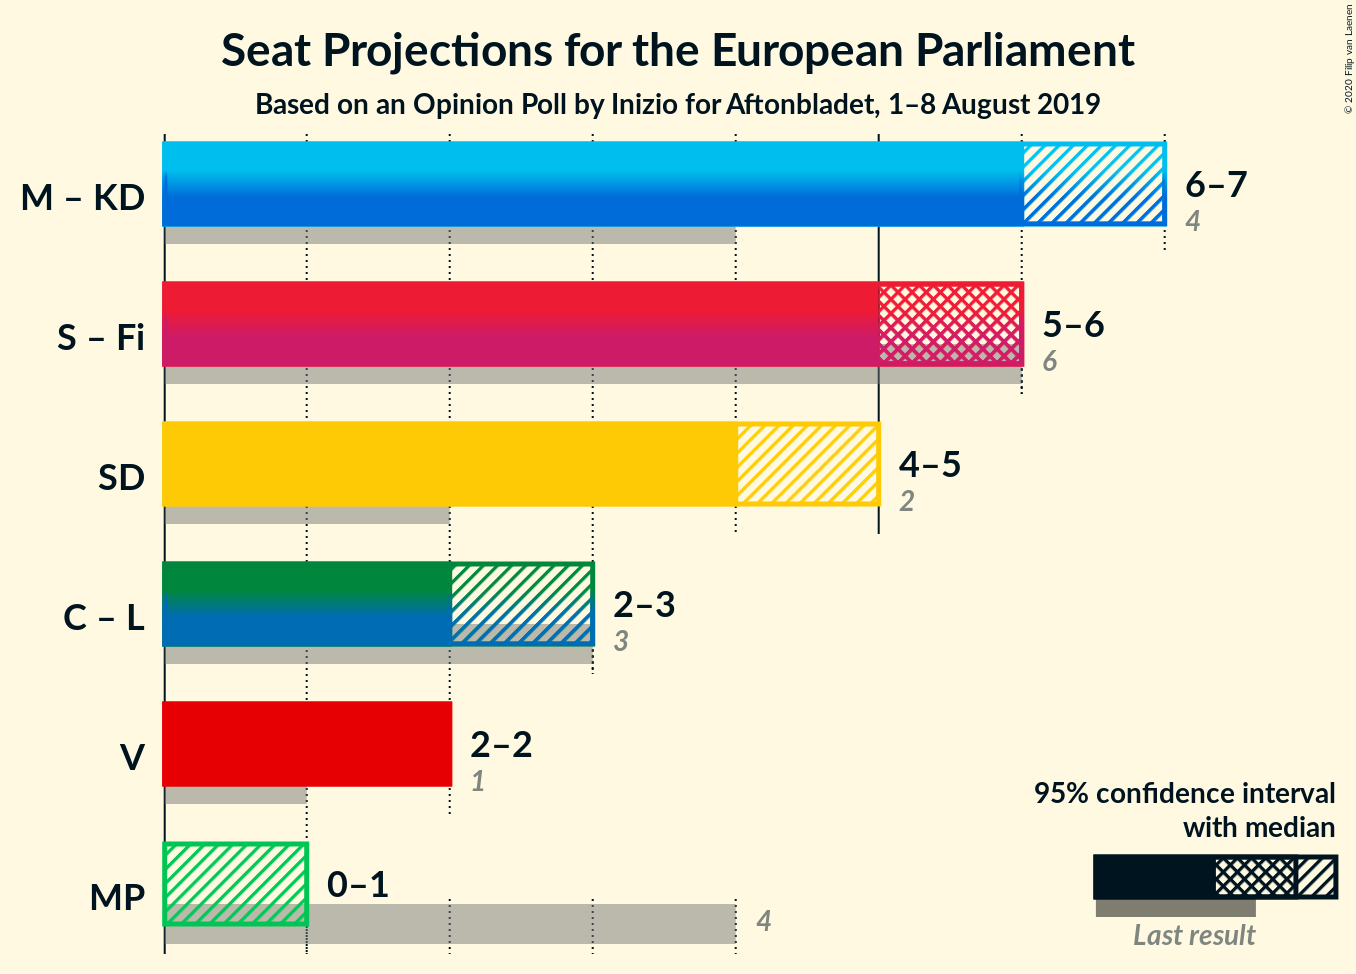 Seat Projections for the European Parliament
Based on an Opinion Poll by Inizio for Aftonbladet, 1–8 August 2019
© 2020 Filip van Laenen
M – KD
6–7
4
S – Fi
5–6
6
SD
4–5
2
C – L
2–3
3
V
2–2
1
MP
0–1
4
95% confidence interval
with median
Last result